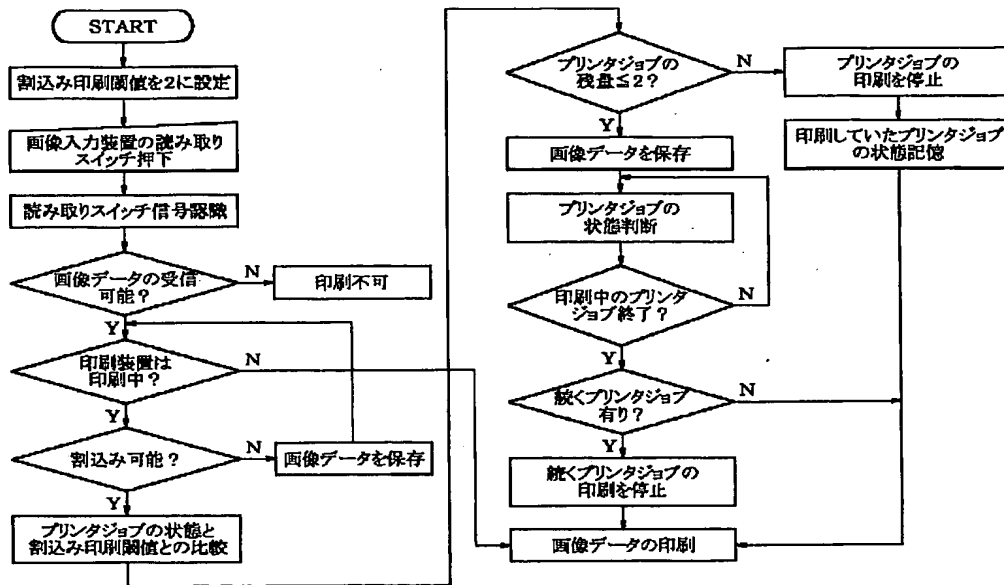 START
割込み印刷閾値を2に設定
画像入力装置の読み取り
スイッチ押下
読み取りスイッチ信号認識
画像データの受信
可能?
N
印刷不可
Y
印刷装置は
印刷中?
N
Y
割込み可能?
N
画像データを保存
Y
プリンタジョブの状態と
割込み印刷閾値との比較
プリンタジョブの
残量≦2?
N
プリンタジョブの
印刷を停止
印刷していたプリンタジョブ
の状態記憶
Y
画像データを保存
プリンタジョブの
状態判断
印刷中のプリンタ
ジョブ終了?
N
Y
続くプリンタジョブ
有り?
N
Y
続くプリンタジョブの
印刷を停止
画像データの印刷